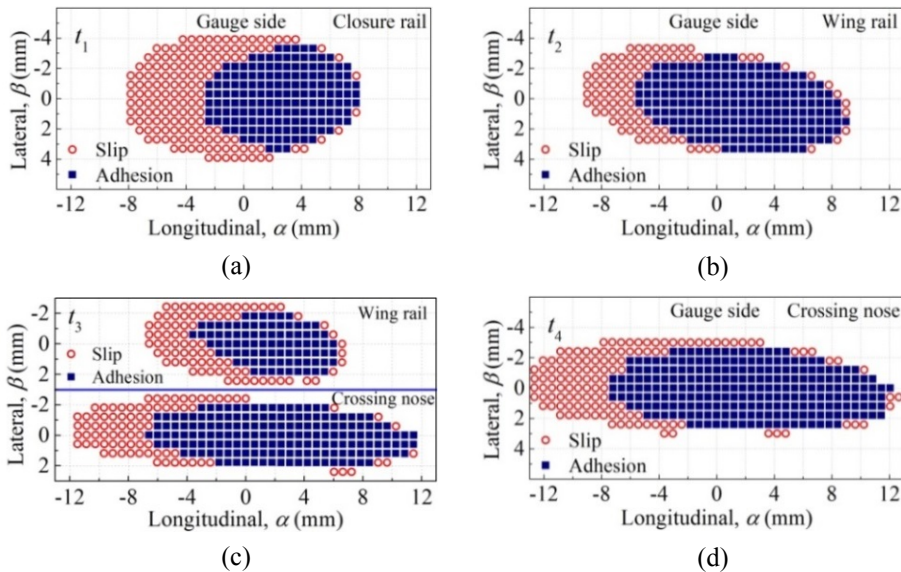 Gauge side Closure rail
t1
-4
-2
0
2
4
Lateral, β (mm)
Slip
Adhesion
-12 -8 -4 0 4 8 12
Longitudinal, α (mm)
(a)
Gauge side Wing rail
t2
-4
-2
0
2
4
Lateral, β (mm)
Slip
Adhesion
-12 -8 -4 0 4 8 12
Longitudinal, α (mm)
(b)
t3
Wing rail
-2
0
2
Slip
Adhesion
Crossing nose
-2
0
2
Lateral, β (mm)
-12 -8 -4 0 4 8 12
Longitudinal, α (mm)
(c)
Gauge side Crossing nose
t4
-4
-2
0
2
4
Lateral, β (mm)
Slip
Adhesion
-12 -8 -4 0 4 8 12
Longitudinal, α (mm)
(d)